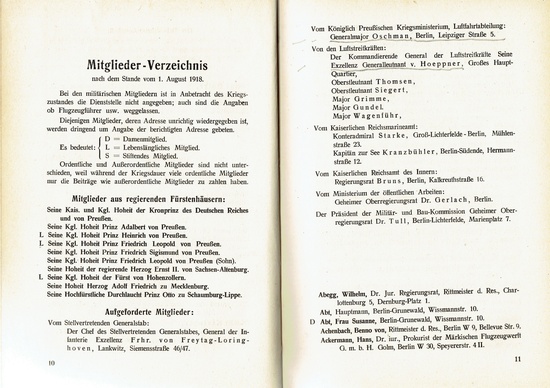 Mitglieder-Verzeichnis
nach dem Stande vom 1. August 1918.
Bei den militärischen Mitgliedern ist in Anbetracht des Kriegs-
zustandes die Dienststelle nicht angegeben; auch sind die Angaben
ob Flugzeugführer usw. weggelassen.
Diejenigen Mitglieder, deren Adresse unrichtig wiedergegeben ist,
werden dringend um Angabe der berichtigten Adresse gebeten.
D = Damenmitglied.
Es bedeutet: L = Lebenslängliches Mitglied.
S = Stiftendes Mitglied.
Ordentliche und Außerordentliche Mitglieder sind nicht unter-
schieden, weil während der Kriegsdauer viele ordentliche Mitglieder
nur die Beiträge wie außerordentliche Mitglieder zu zahlen haben.
Mitglieder aus regierenden Fürstenhäusern:
Seine Kais. und Kgl. Hoheit der Kronprinz des Deutschen Reiches
und von Preußen.
Seine Kgl. Hoheit Prinz Adalbert von Preußen.
L Seine Kgl. Hoheit Prinz Heinrich von Preußen.
L Seine Kgl. Hoheit Prinz Friedrich Leopold von Preußen.
Seine Kgl. Hoheit Prinz Friedrich Sigismund von Preußen.
Seine Kgl. Hoheit Prinz Friedrich Leopold von Preußen (Sohn).
Seine Hoheit der regierende Herzog Ernst II. von Sachsen-Altenburg.
L Seine Kgl. Hoheit der Fürst von Hohenzollern.
Seine Hoheit Herzog Adolf Friedrich zu Mecklenburg.
Seine Hochfürstliche Durchlaucht Prinz Otto zu Schaumburg-Lippe.
Aufgeforderte Mitglieder:
Vom Stellvertretenden Generalstab:
Der Chef des Stellvertretenden Generalstabes, General der In-
fanterie Exzellenz Frhr. von Freytag-Loring-
hoven, Lankwitz, Siemensstraße 46/47.
10
Vom Königlich Preußischen Kriegsministerium, Luftfahrtabteilung:
Generalmajor Oschman, Berlin, Leipziger Straße 5.
Von den Luftstreitkräften:
Der Kommandierende General der Luftstreitkräfte Seine
Exzellenz Generalleutnant v. Hoeppner, Großes Haupt-
Quartier,
Oberstleutnant Thomsen,
Oberstleutnant Siegert,
Major Grimme,
Major Gundel.
Major Wagenführ,
Vom Kaiserlichen Reichsmarineamt:
Konteradmiral Starke, Groß-Lichterfelde-Berlin, Mühlen-
straße 23.
Kapitän zur See Kranzbühler, Berlin-Südende, Hermann-
straße 12.
Vom Kaiserlichen Reichsamt des Innern:
Regierungsrat Bruns, Berlin, Kalkreuthstraße 16.
Vom Ministerium der öffentlichen Arbeiten:
Geheimer Oberregierungsrat Dr. Gerlach, Berlin.
Der Präsident der Militär- und Bau-Kommission Geheimer Ober-
regierungsrat Dr. Tull, Berlin-Lichterfelde, Marienplatz 7.
Abegg, Wilhelm, Dr. Jur. Regierungsrat, Rittmeister d. Res., Char-
lottenburg 5, Dernburg-Platz 1.
Abt, Hauptmann, Berlin-Grunewald, Wissmannstr. 10.
D Abt, Frau Susanne, Berlin-Grunewald, Wissmannstr. 10.
Achenbach, Benno von, Rittmeister d. Res., Berlin W 9, Bellevue Str. 9.
Ackermann, Hans, Dr. iur., Prokurist der Märkischen Flugzeugwerft
G. m. b. H. Golm, Berlin W 30, Speyererstr. 4 II.
11